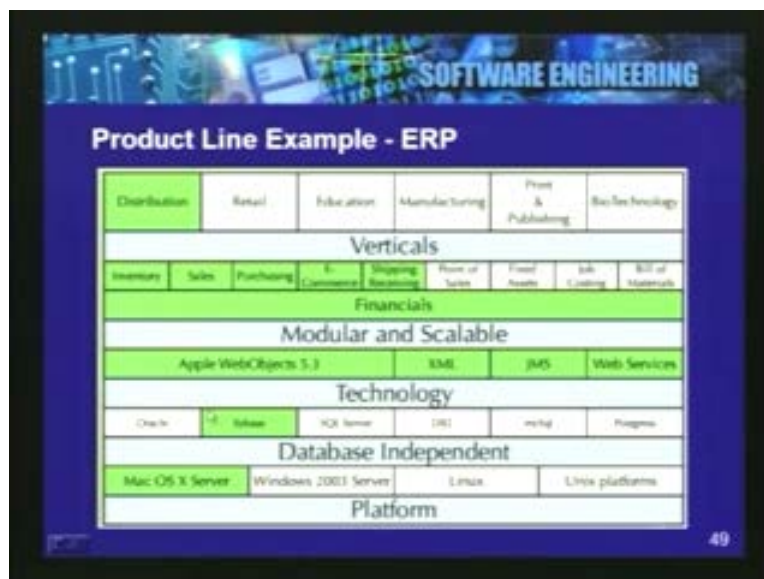 SOFTWARE ENGINEERING
Product Line Example - ERP
Distribution Retail Education Manufacturing Print & Publishing BioTechnology
Verticals
Inventory Sales Purchasing E-Commerce Shipping Receiving Point of Sales Fixed Assets Job Costing Bill of Materials
Financials
Modular and Scalable
Apple WebObjects 5.3 XML JMS Web Services
Technology
Oracle Sybase SQL Server mySql Postgres
Database Independent
Mac OS X Server Windows 2003 Server Linux Unix platforms
Platform
49